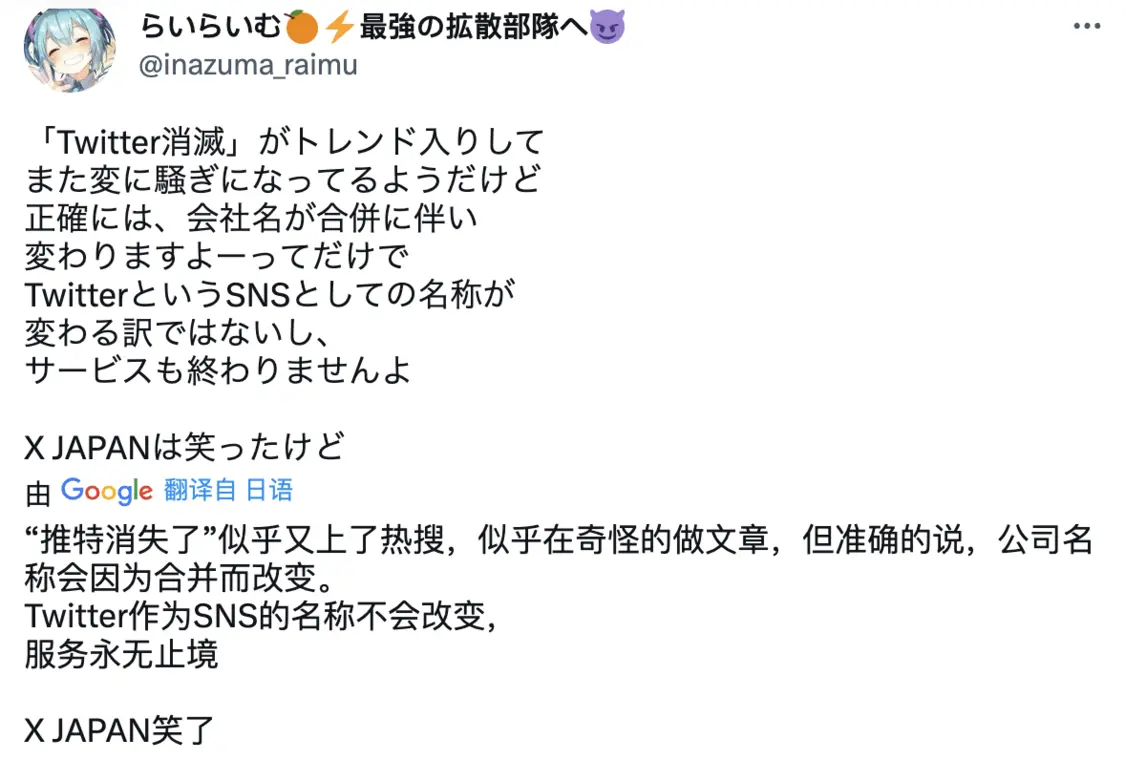 らいらいむ🍊⚡最強の拡散部隊へ😈
@inazuma_raimu
「Twitter消滅」がトレンド入りして
また変に騒ぎになってるようだけど
正確には、会社名が合併に伴い
変わりますよーってだけで
TwitterというSNSとしての名称が
変わる訳ではないし、
サービスも終わりませんよ
X JAPANは笑ったけど
由 Google 翻译自 日语
“推特消失了”似乎又上了热搜，似乎在奇怪的做文章，但准确的说，公司名
称会因为合并而改变。
Twitter作为SNS的名称不会改变，
服务永无止境
X JAPAN笑了